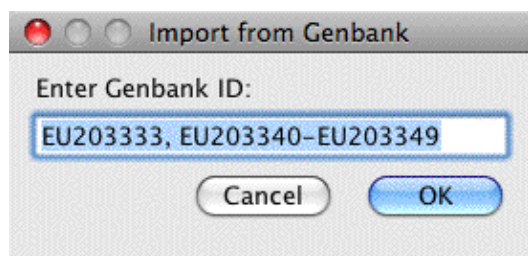 Import from Genbank
Enter Genbank ID:
EU203333, EU203340-EU203349
Cancel OK